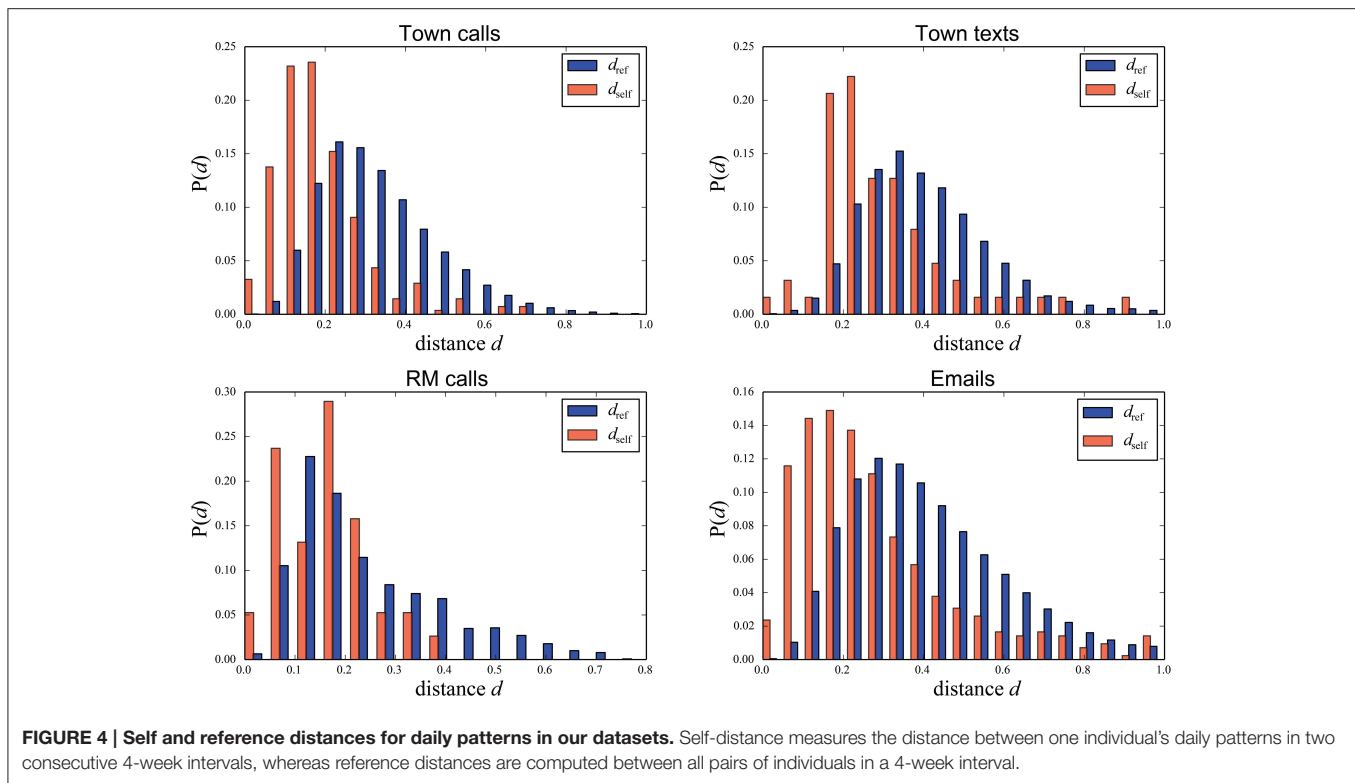 Town calls
0.25
0.20
0.15
0.10
0.05
0.00
P(d)
0.0 0.2 0.4 0.6 0.8 1.0
distance d
d_ref
d_self
Town texts
0.25
0.20
0.15
0.10
0.05
0.00
P(d)
0.0 0.2 0.4 0.6 0.8 1.0
distance d
d_ref
d_self
RM calls
0.30
0.25
0.20
0.15
0.10
0.05
0.00
P(d)
0.0 0.1 0.2 0.3 0.4 0.5 0.6 0.7 0.8
distance d
d_ref
d_self
Emails
0.16
0.14
0.12
0.10
0.08
0.06
0.04
0.02
0.00
P(d)
0.0 0.2 0.4 0.6 0.8 1.0
distance d
d_ref
d_self
FIGURE 4 | Self and reference distances for daily patterns in our datasets. Self-distance measures the distance between one individual's daily patterns in two
consecutive 4-week intervals, whereas reference distances are computed between all pairs of individuals in a 4-week interval.